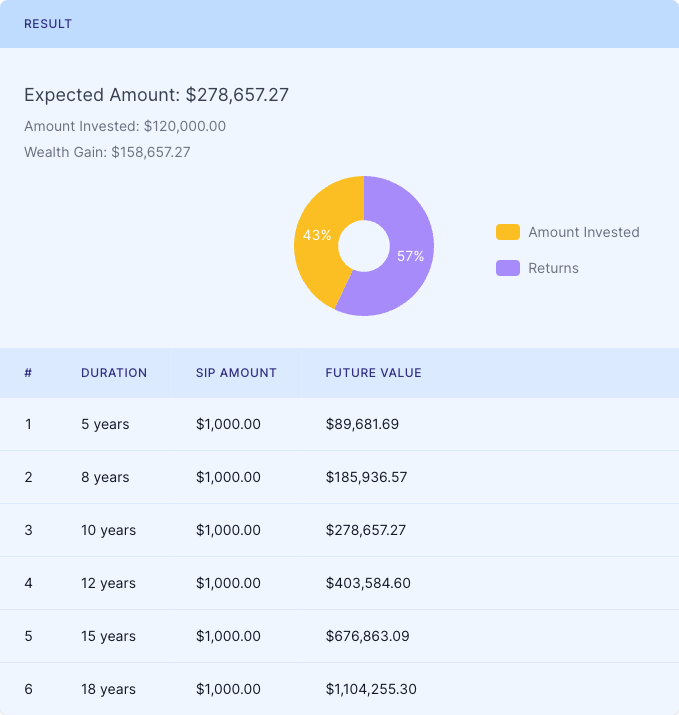 RESULT
Expected Amount: $278,657.27
Amount Invested: $120,000.00
Wealth Gain: $158,657.27
43%
57%
Amount Invested
Returns
# DURATION SIP AMOUNT FUTURE VALUE
1 5 years $1,000.00 $89,681.69
2 8 years $1,000.00 $185,936.57
3 10 years $1,000.00 $278,657.27
4 12 years $1,000.00 $403,584.60
5 15 years $1,000.00 $676,863.09
6 18 years $1,000.00 $1,104,255.30